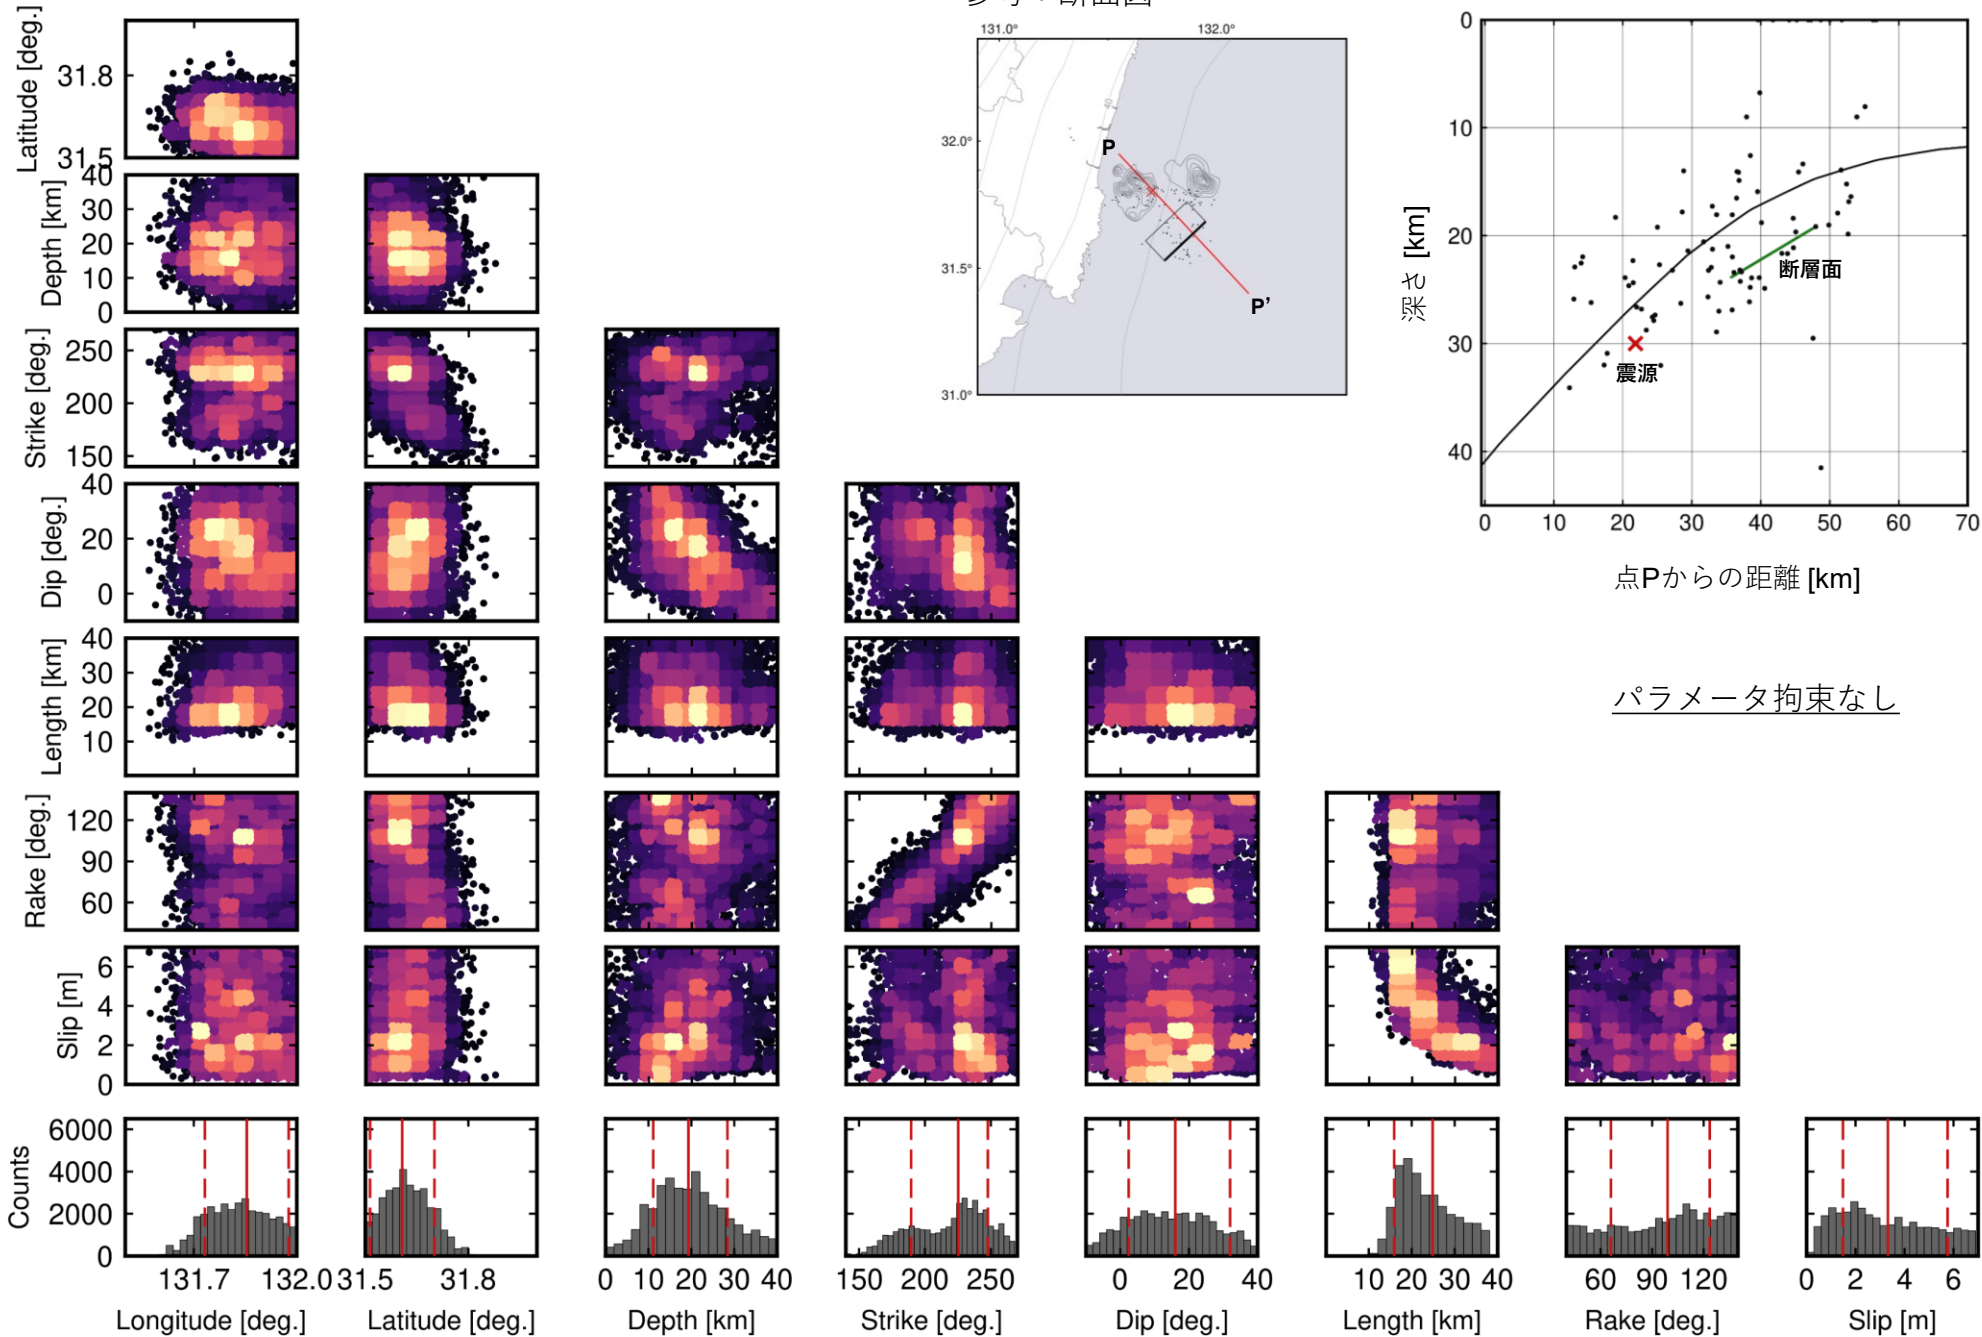 131.0° 132.0°
32.0°
31.5°
31.0°
P
P’
0
10
20
30
40
深さ [km]
断層面
震源
0 10 20 30 40 50 60 70
点Pからの距離 [km]
パラメータ拘束なし
Latitude [deg.]
31.8
31.5
Depth [km]
40
30
20
10
0
Strike [deg.]
250
200
150
Dip [deg.]
40
20
0
Length [km]
40
30
20
10
Rake [deg.]
120
90
60
Slip [m]
6
4
2
0
Counts
6000
4000
2000
0
131.7 132.0 31.5 31.8 0 10 20 30 40 150 200 250 0 20 40 10 20 30 40 60 90 120 0 2 4 6
Longitude [deg.] Latitude [deg.] Depth [km] Strike [deg.] Dip [deg.] Length [km] Rake [deg.] Slip [m]